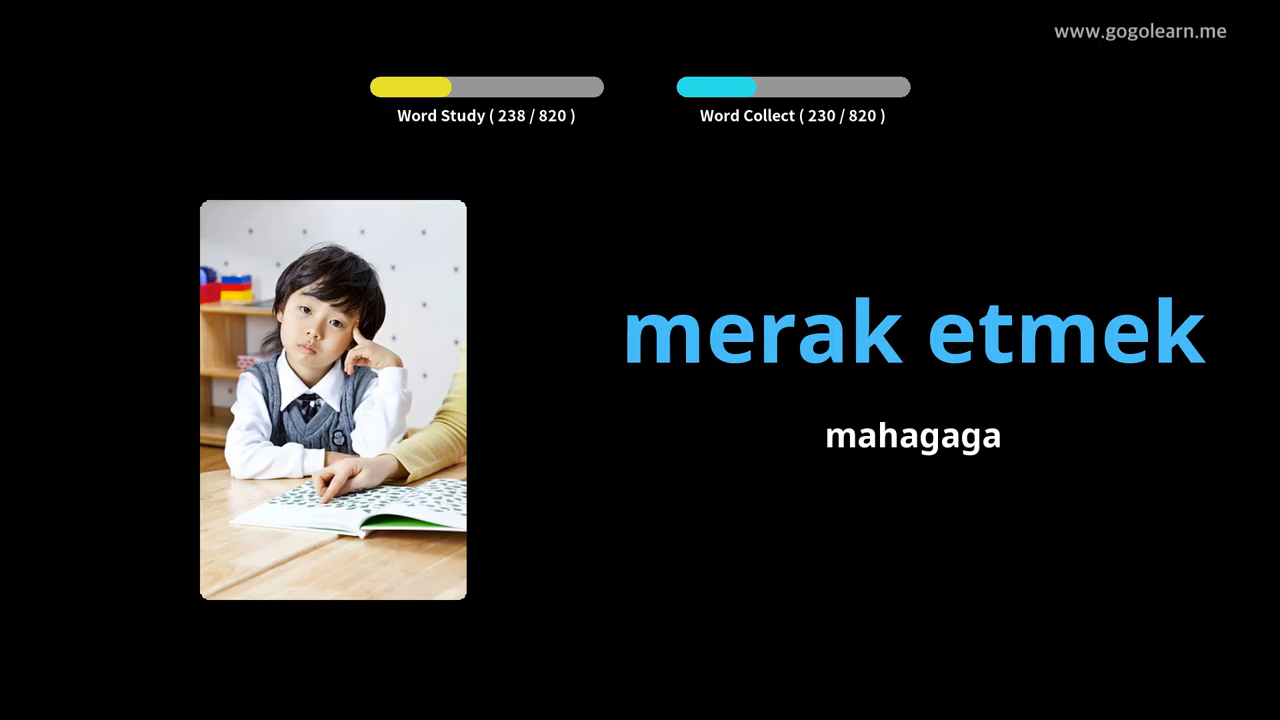 www.gogolearn.me
Word Study ( 238 / 820 )
Word Collect ( 230 / 820 )
merak etmek
mahagaga